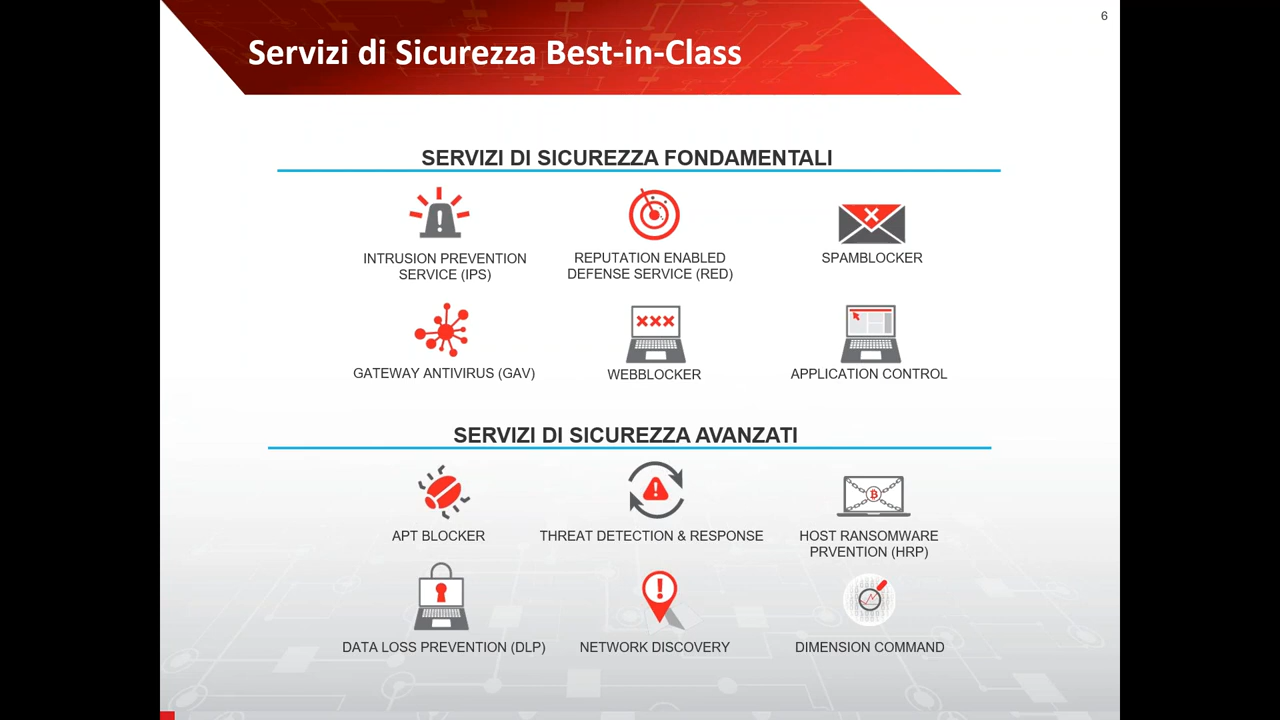 6
Servizi di Sicurezza Best-in-Class
SERVIZI DI SICUREZZA FONDAMENTALI
INTRUSION PREVENTION
SERVICE (IPS)
REPUTATION ENABLED
DEFENSE SERVICE (RED)
SPAMBLOCKER
GATEWAY ANTIVIRUS (GAV)
WEBBLOCKER
APPLICATION CONTROL
SERVIZI DI SICUREZZA AVANZATI
APT BLOCKER
THREAT DETECTION & RESPONSE
HOST RANSOMWARE
PRVENTION (HRP)
DATA LOSS PREVENTION (DLP)
NETWORK DISCOVERY
DIMENSION COMMAND